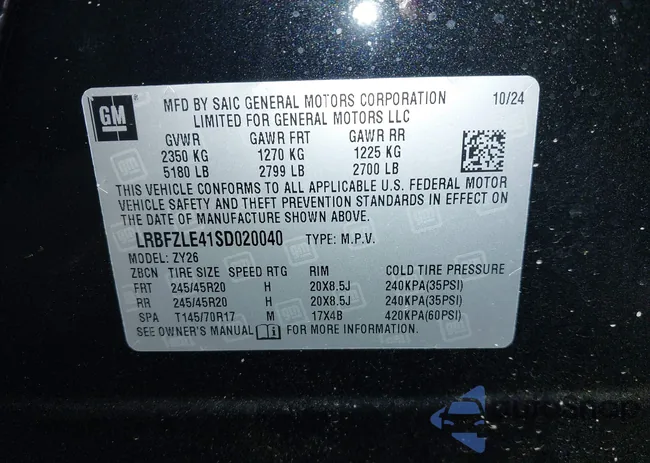 GM
MFD BY SAIC GENERAL MOTORS CORPORATION 10/24
LIMITED FOR GENERAL MOTORS LLC
GVWR GAWR FRT GAWR RR
2350 KG 1270 KG 1225 KG
5180 LB 2799 LB 2700 LB
THIS VEHICLE CONFORMS TO ALL APPLICABLE U.S. FEDERAL MOTOR
VEHICLE SAFETY AND THEFT PREVENTION STANDARDS IN EFFECT ON
THE DATE OF MANUFACTURE SHOWN ABOVE.
LRBFZLE41SD020040 TYPE: M.P.V.
MODEL: ZY26
ZBCN TIRE SIZE SPEED RTG RIM COLD TIRE PRESSURE
FRT 245/45R20 H 20X8.5J 240KPA(35PSI)
RR 245/45R20 H 20X8.5J 240KPA(35PSI)
SPA T145/70R17 M 17X4B 420KPA(60PSI)
SEE OWNER'S MANUAL i FOR MORE INFORMATION
Autoshop